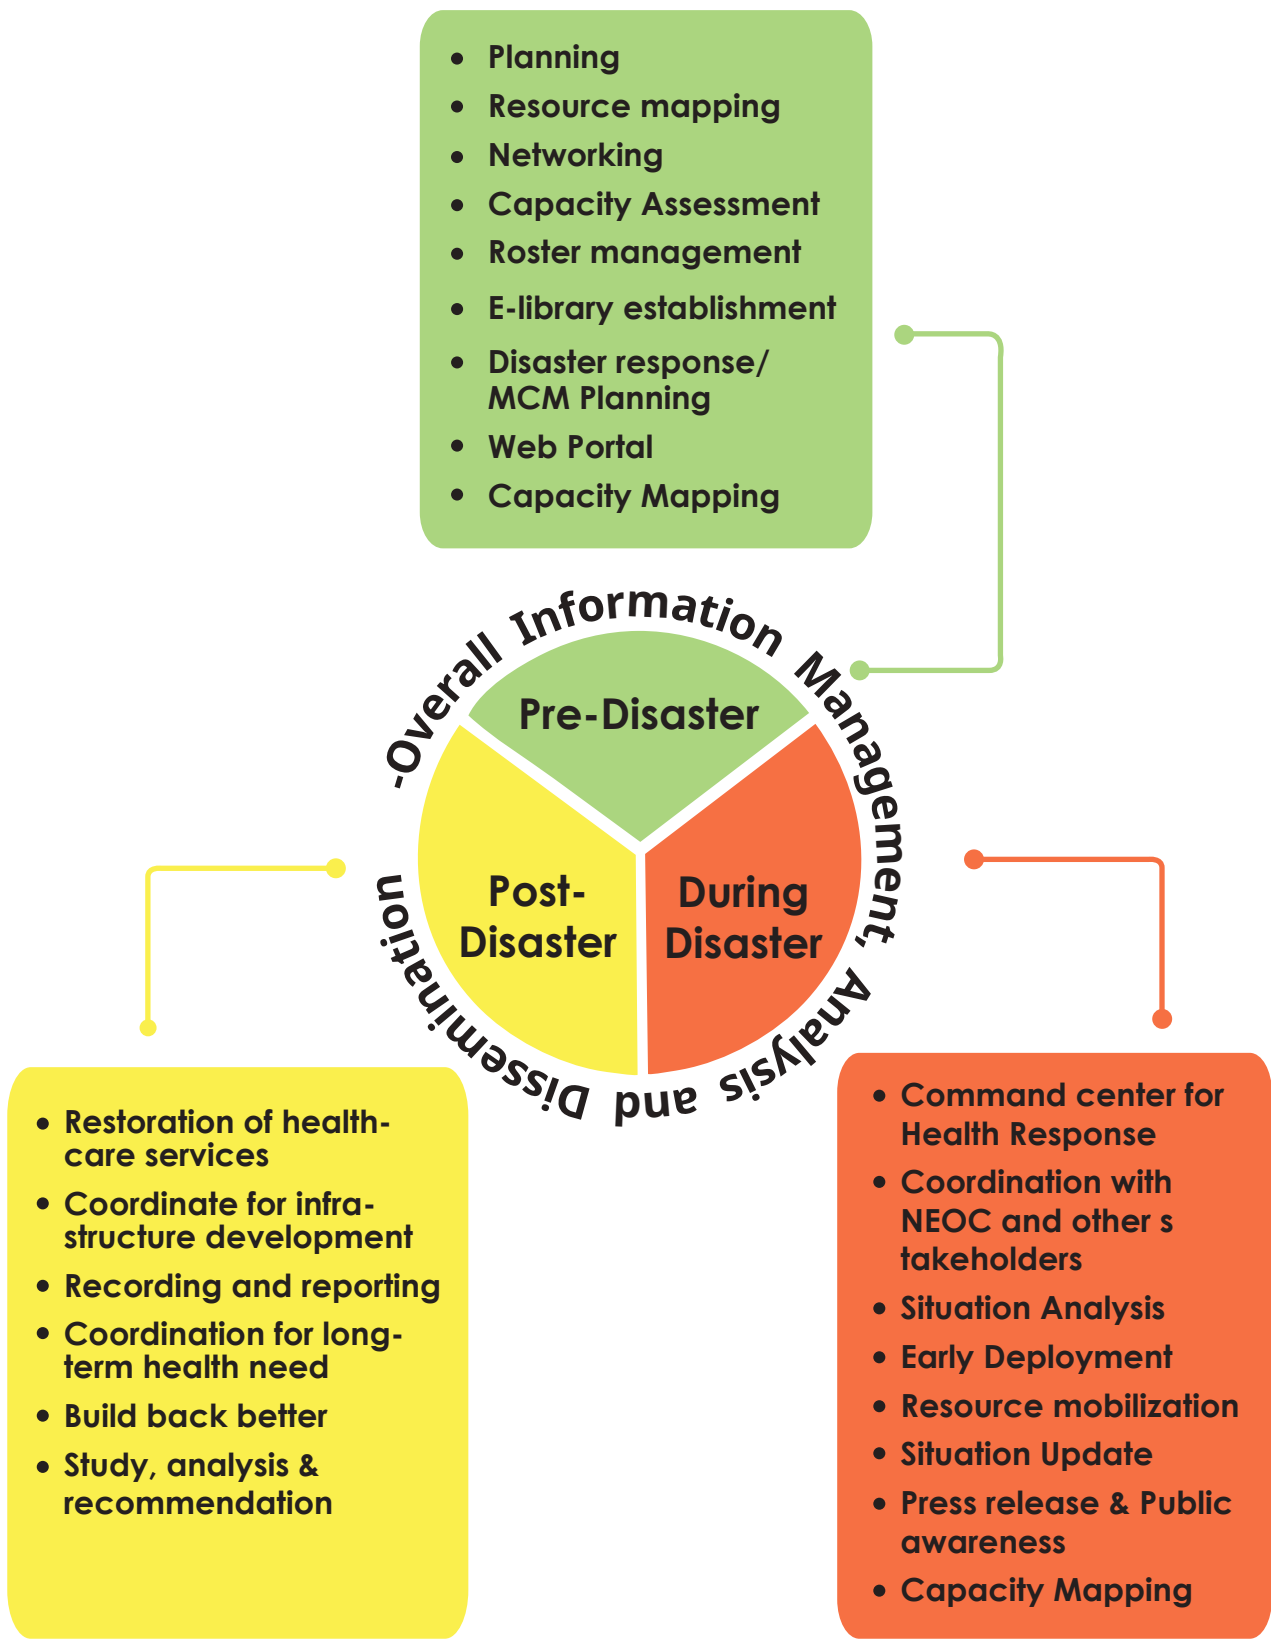 Planning
Resource mapping
Networking
Capacity Assessment
Roster management
E-library establishment
Disaster response/
MCM Planning
Web Portal
Capacity Mapping
-Overall Information Management, Analysis and Dissemination
Pre-Disaster
Post-
Disaster
During
Disaster
Restoration of health-
care services
Coordinate for infra-
structure development
Recording and reporting
Coordination for long-
term health need
Build back better
Study, analysis &
recommendation
Command center for
Health Response
Coordination with
NEOC and other s
takeholders
Situation Analysis
Early Deployment
Resource mobilization
Situation Update
Press release & Public
awareness
Capacity Mapping